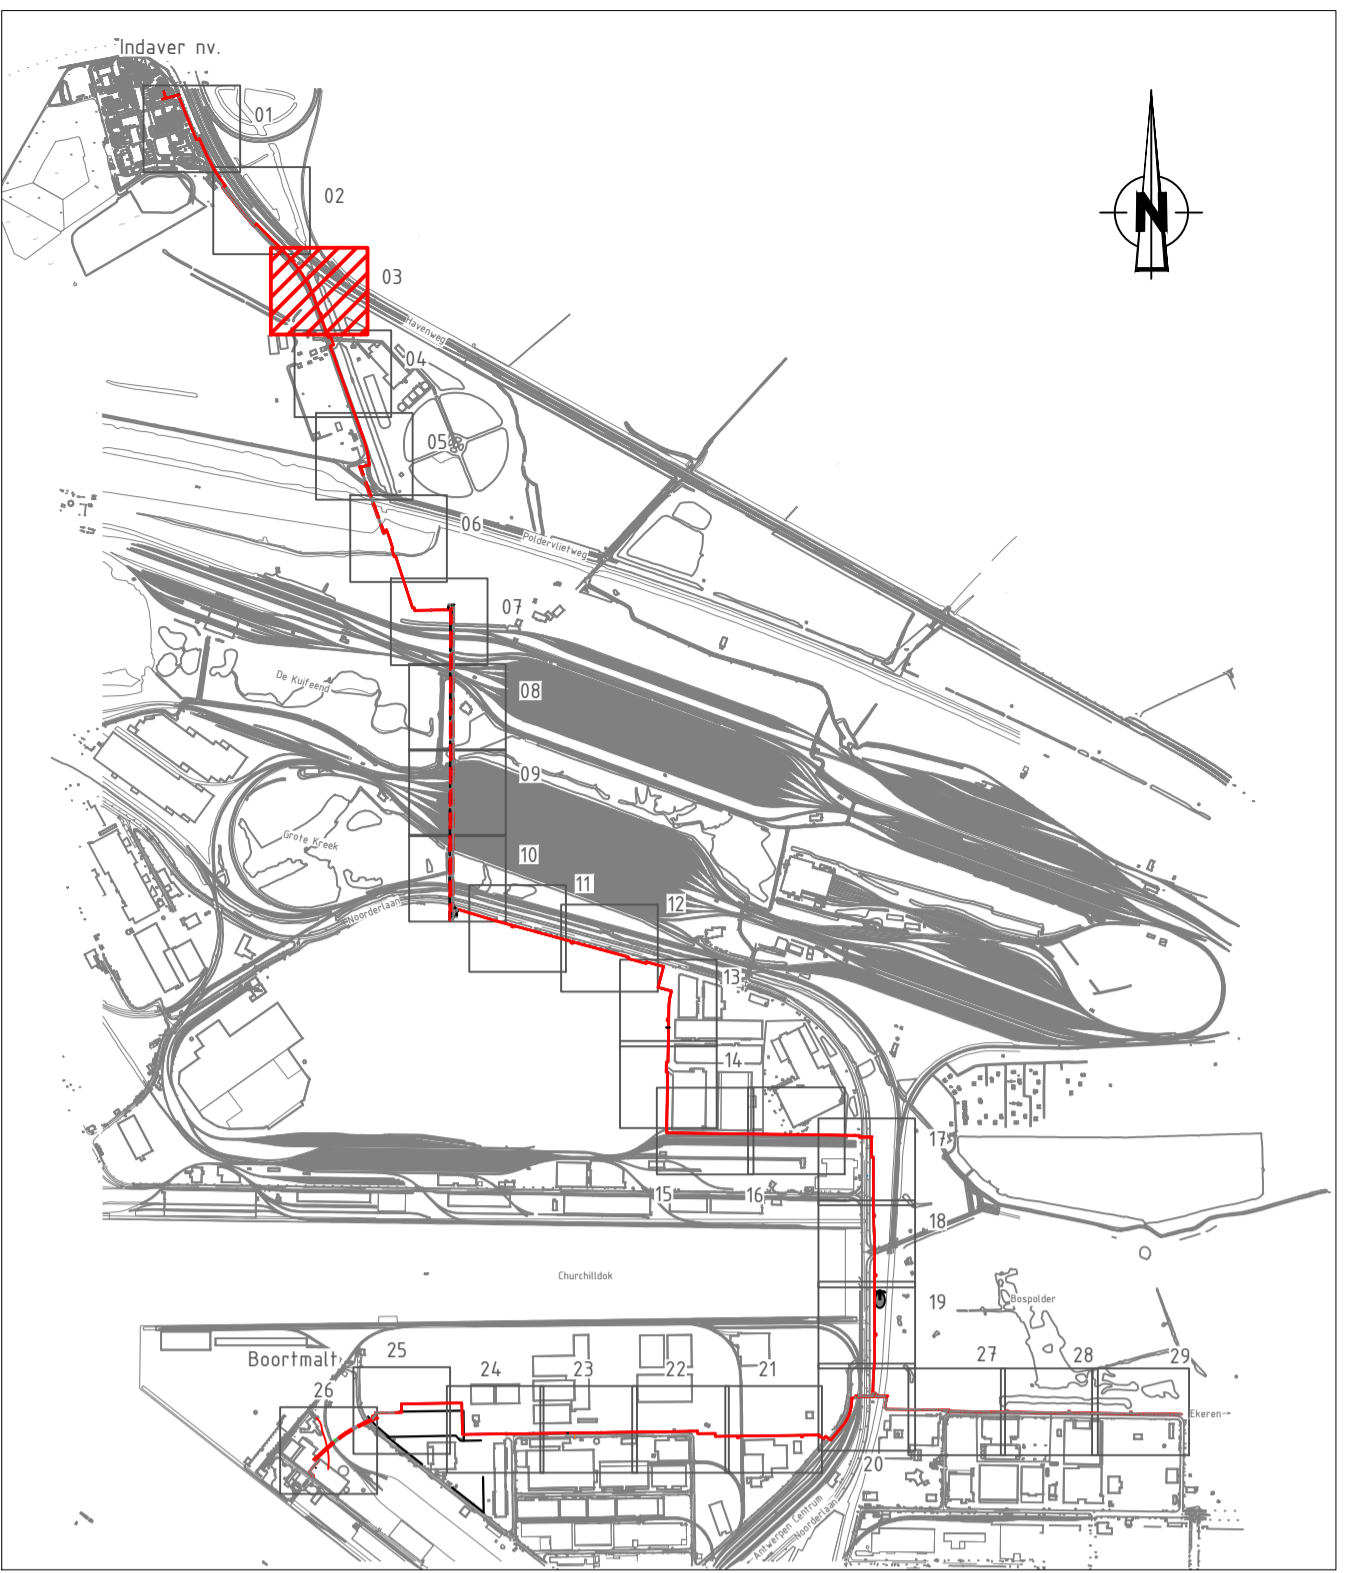 Indaver nv.
01
02
03
Havenweg
04
05
06
Poldervlietweg
07
De Kuifeend
08
09
Grote Kreek
10
11
12
Noorderlaan
13
14
17
15
16
18
Churchilldok
19
Bospolder
Boortmalt
25
24
23
22
21
27
28
29
26
Ekeren
20
Antwerpen Centrum
Noorderlaan
N